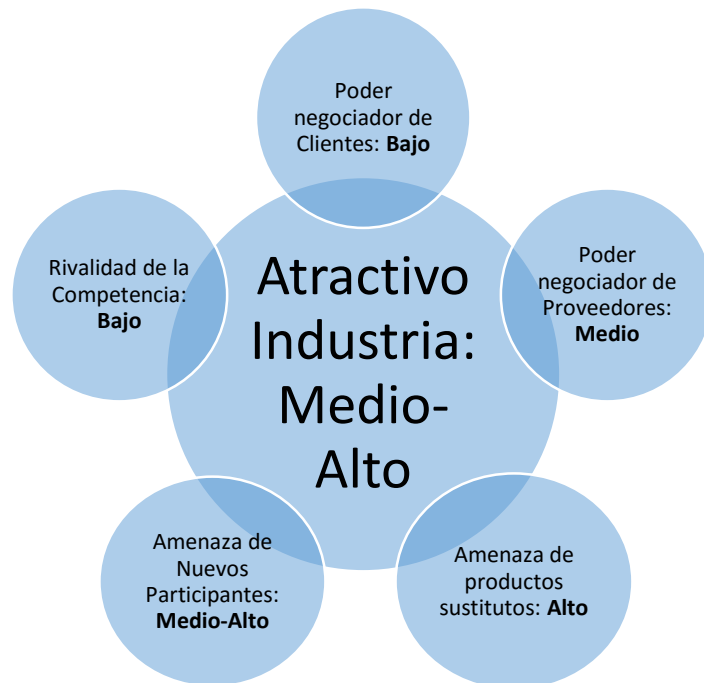 Poder
negociador de
Clientes: Bajo
Rivalidad de la
Competencia:
Bajo
Atractivo
Industria:
Medio-
Alto
Poder
negociador de
Proveedores:
Medio
Amenaza de
Nuevos
Participantes:
Medio-Alto
Amenaza de
productos
sustitutos: Alto